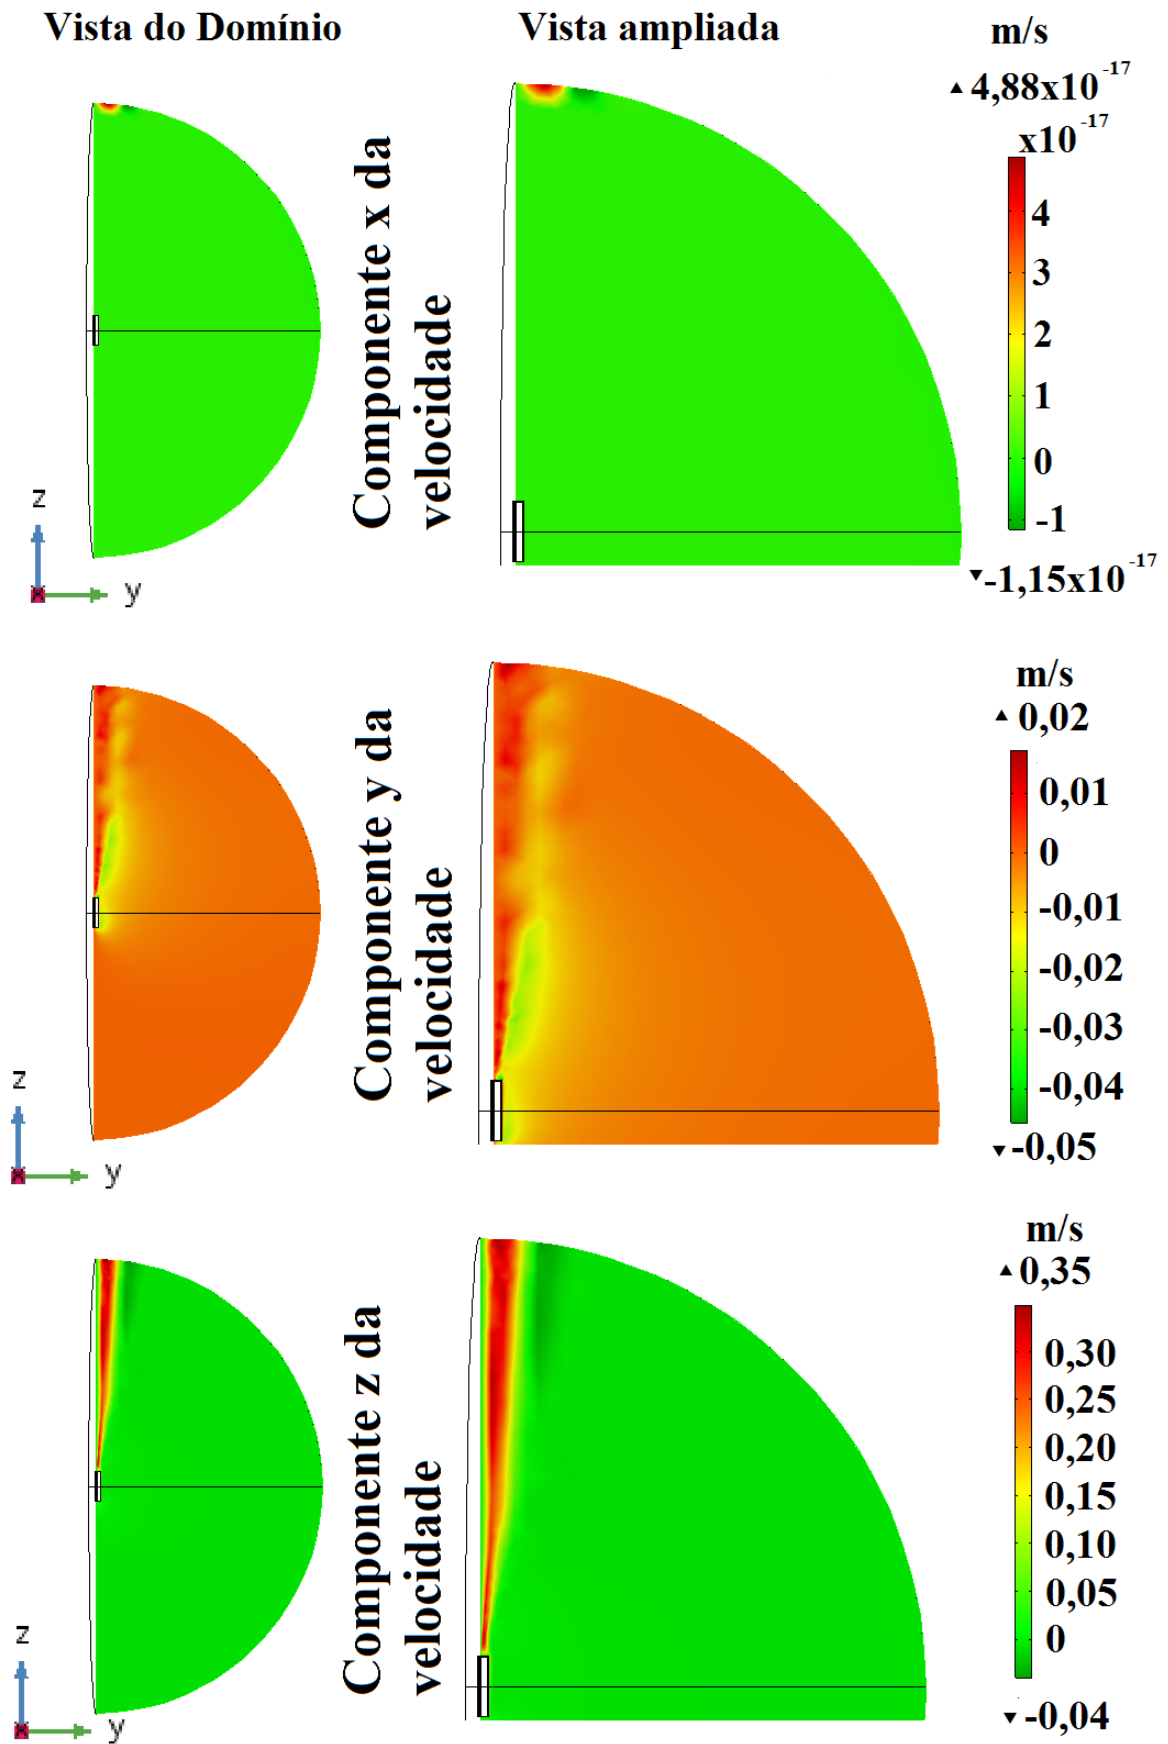 Vista do Domínio
Vista ampliada
m/s
▲ 4,88x10⁻¹⁷
x10⁻¹⁷
4
3
2
1
0
-1
▼-1,15x10⁻¹⁷
Componente x da
velocidade
z
x
y
m/s
▲ 0,02
0,01
0
-0,01
-0,02
-0,03
-0,04
▼ -0,05
Componente y da
velocidade
z
x
y
m/s
▲ 0,35
0,30
0,25
0,20
0,15
0,10
0,05
0
▼ -0,04
Componente z da
velocidade
z
x
y